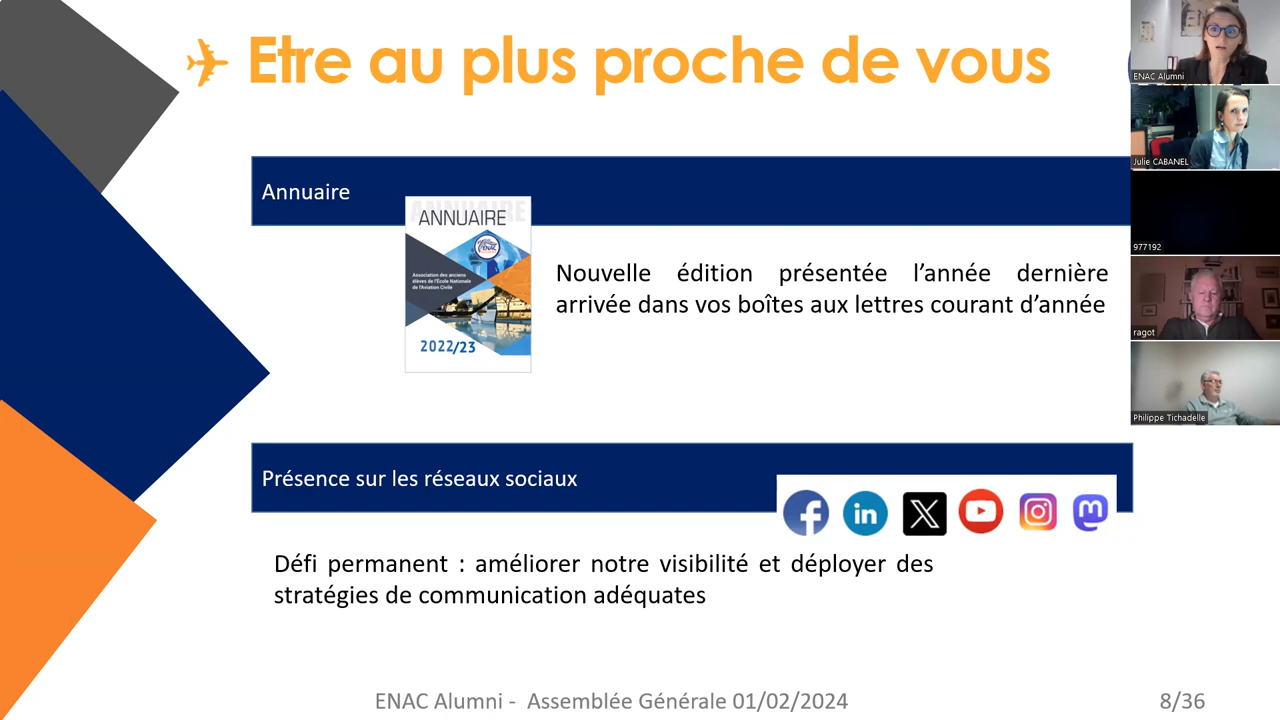 Etre au plus proche de vous
ENAC Alumni
Julie CABANEL
977192
ragot
Philippe Tichadelle
Annuaire
ANNUAIRE
Association des anciens
élèves de l'École Nationale
de l'Aviation Civile
2022/23
Nouvelle édition présentée l’année dernière
arrivée dans vos boîtes aux lettres courant d’année
Présence sur les réseaux sociaux
Défi permanent : améliorer notre visibilité et déployer des
stratégies de communication adéquates
ENAC Alumni - Assemblée Générale 01/02/2024
8/36